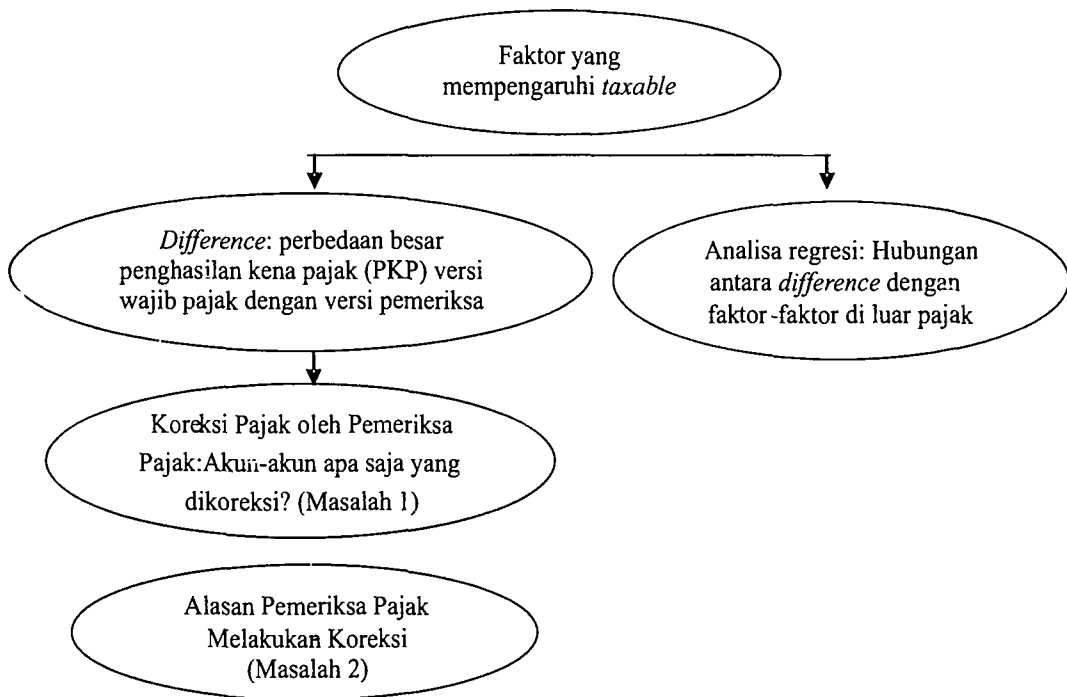 Faktor yang
mempengaruhi taxable
Difference: perbedaan besar
penghasilan kena pajak (PKP) versi
wajib pajak dengan versi pemeriksa
Analisa regresi: Hubungan
antara difference dengan
faktor-faktor di luar pajak
Koreksi Pajak oleh Pemeriksa
Pajak:Akun-akun apa saja yang
dikoreksi? (Masalah 1)
Alasan Pemeriksa Pajak
Melakukan Koreksi
(Masalah 2)